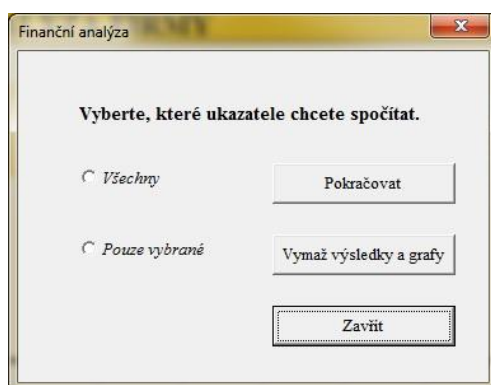 Finanční analýza
Vyberte, které ukazatele chcete spočítat.
Všechny
Pokračovat
Pouze vybrané
Vymaž výsledky a grafy
Zavřít